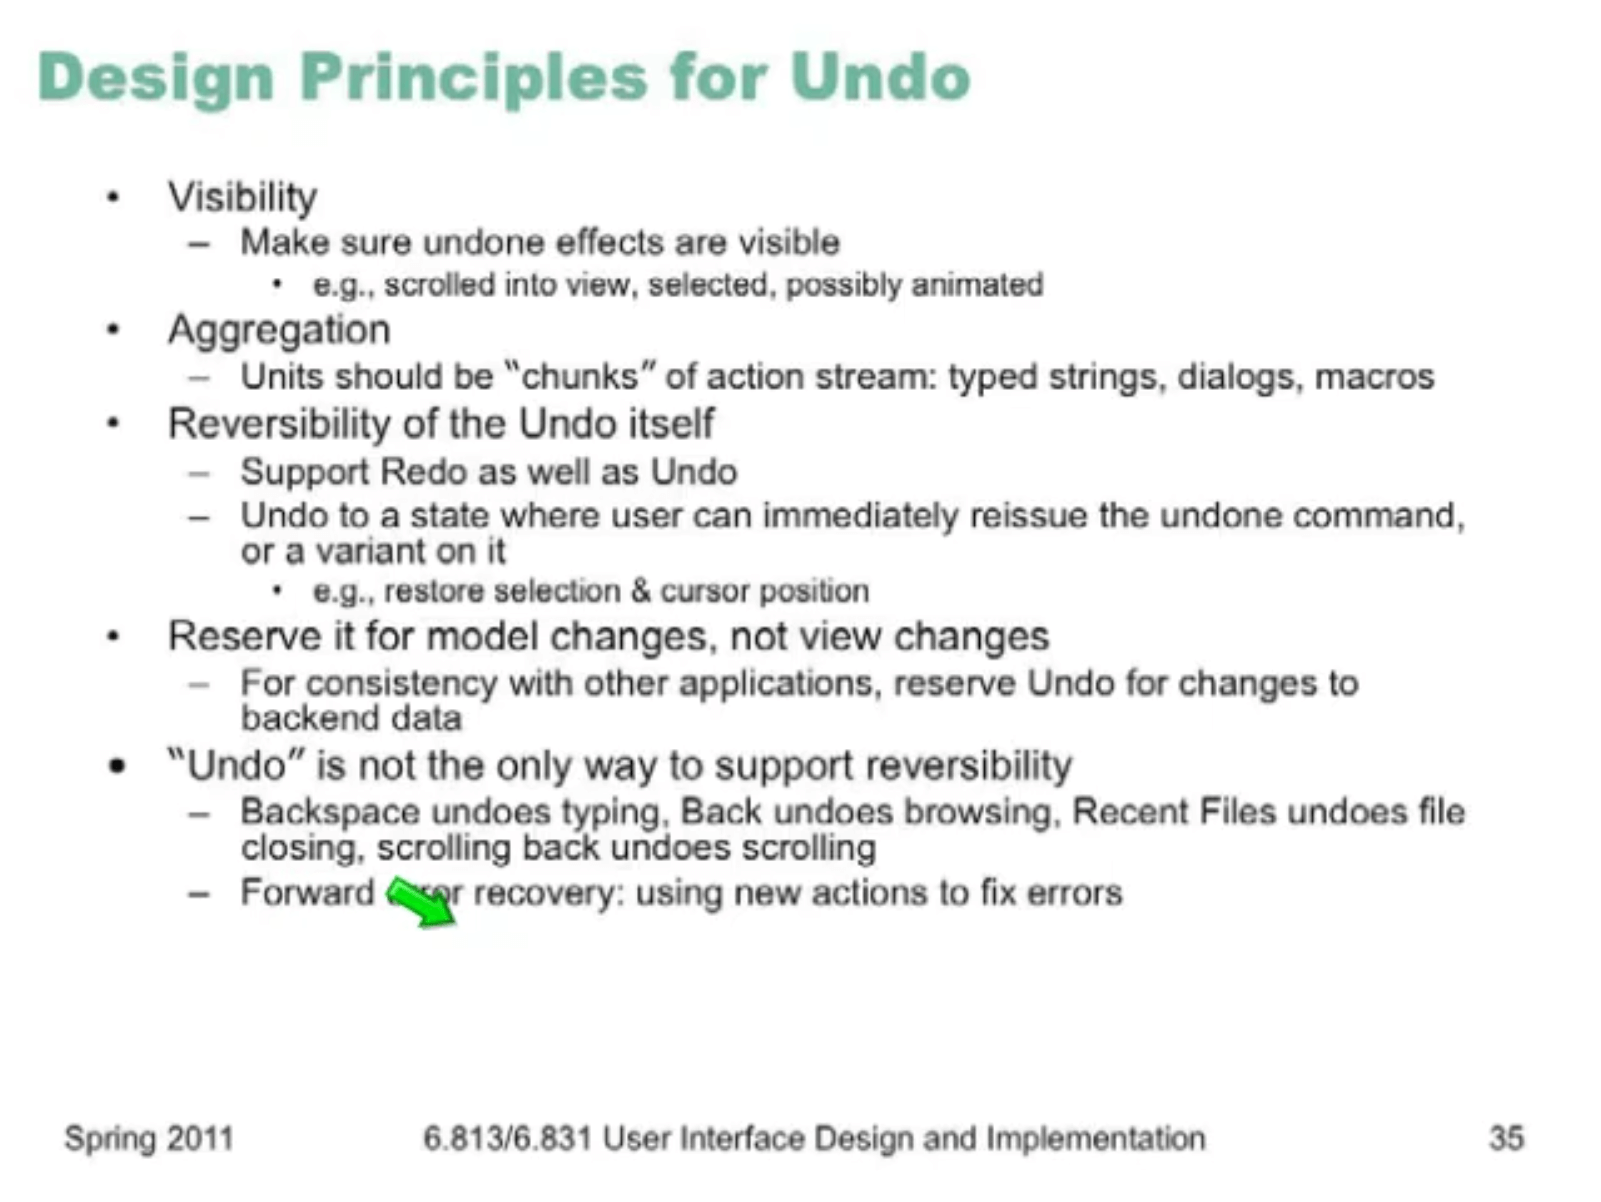 Design Principles for Undo
• Visibility
– Make sure undone effects are visible
• e.g., scrolled into view, selected, possibly animated
• Aggregation
– Units should be "chunks" of action stream: typed strings, dialogs, macros
• Reversibility of the Undo itself
– Support Redo as well as Undo
– Undo to a state where user can immediately reissue the undone command,
or a variant on it
• e.g., restore selection & cursor position
• Reserve it for model changes, not view changes
– For consistency with other applications, reserve Undo for changes to
backend data
• "Undo" is not the only way to support reversibility
– Backspace undoes typing, Back undoes browsing, Recent Files undoes file
closing, scrolling back undoes scrolling
– Forward error recovery: using new actions to fix errors
Spring 2011
6.813/6.831 User Interface Design and Implementation
35